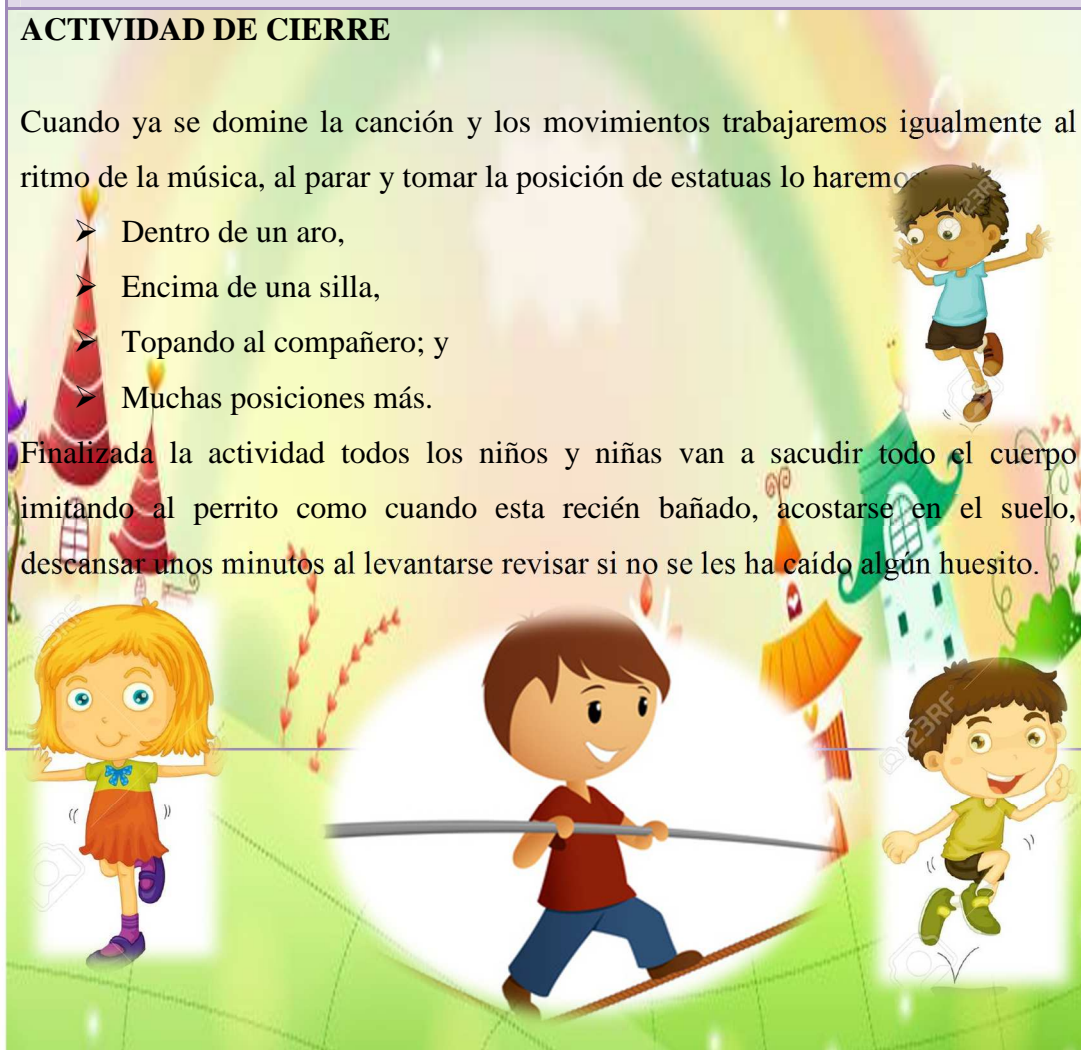 ACTIVIDAD DE CIERRE
Cuando ya se domine la canción y los movimientos trabajaremos igualmente al
ritmo de la música, al parar y tomar la posición de estatuas lo haremos
➢ Dentro de un aro,
➢ Encima de una silla,
➢ Topando al compañero; y
➢ Muchas posiciones más.
Finalizada la actividad todos los niños y niñas van a sacudir todo el cuerpo
imitando al perrito como cuando esta recién bañado, acostarse en el suelo,
descansar unos minutos al levantarse revisar si no se les ha caído algún huesito.
123RF
123RF
123RF